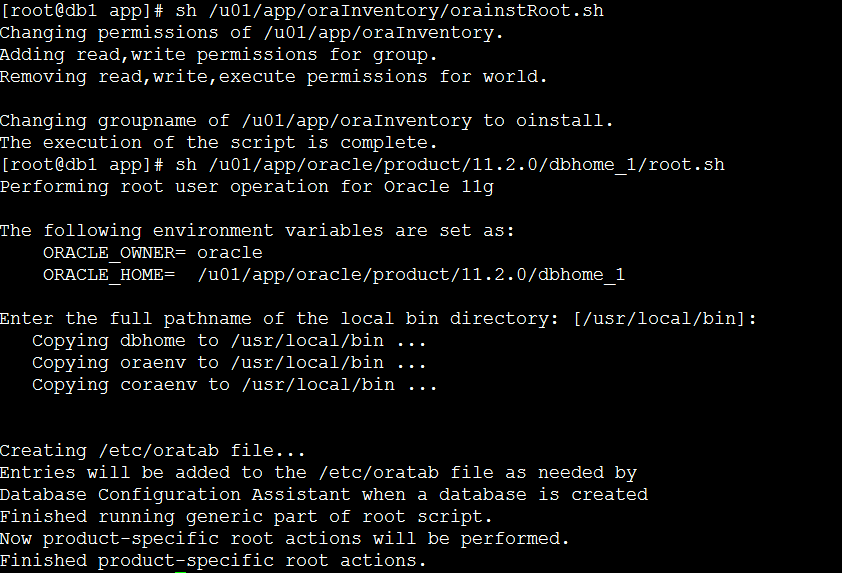 [root@db1 app]# sh /u01/app/oraInventory/orainstRoot.sh
Changing permissions of /u01/app/oraInventory.
Adding read,write permissions for group.
Removing read,write,execute permissions for world.
Changing groupname of /u01/app/oraInventory to oinstall.
The execution of the script is complete.
[root@db1 app]# sh /u01/app/oracle/product/11.2.0/dbhome_1/root.sh
Performing root user operation for Oracle 11g
The following environment variables are set as:
    ORACLE_OWNER= oracle
    ORACLE_HOME=  /u01/app/oracle/product/11.2.0/dbhome_1
Enter the full pathname of the local bin directory: [/usr/local/bin]:
   Copying dbhome to /usr/local/bin ...
   Copying oraenv to /usr/local/bin ...
   Copying coraenv to /usr/local/bin ...
Creating /etc/oratab file...
Entries will be added to the /etc/oratab file as needed by
Database Configuration Assistant when a database is created
Finished running generic part of root script.
Now product-specific root actions will be performed.
Finished product-specific root actions.